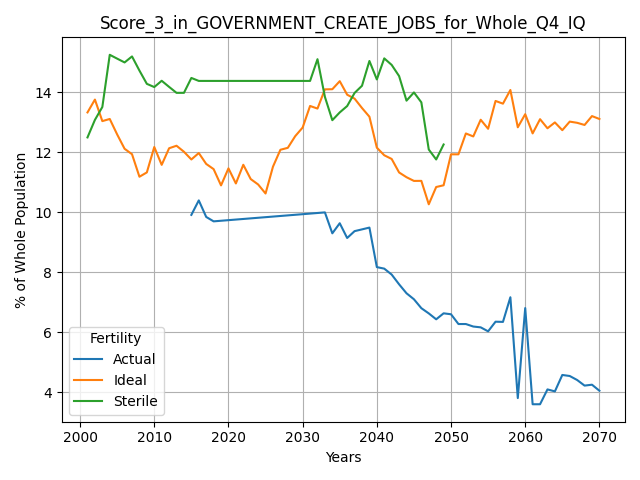 Score_3_in_GOVERNMENT_CREATE_JOBS_for_Whole_Q4_IQ
% of Whole Population
14
12
10
8
6
4
Fertility
Actual
Ideal
Sterile
2000 2010 2020 2030 2040 2050 2060 2070
Years